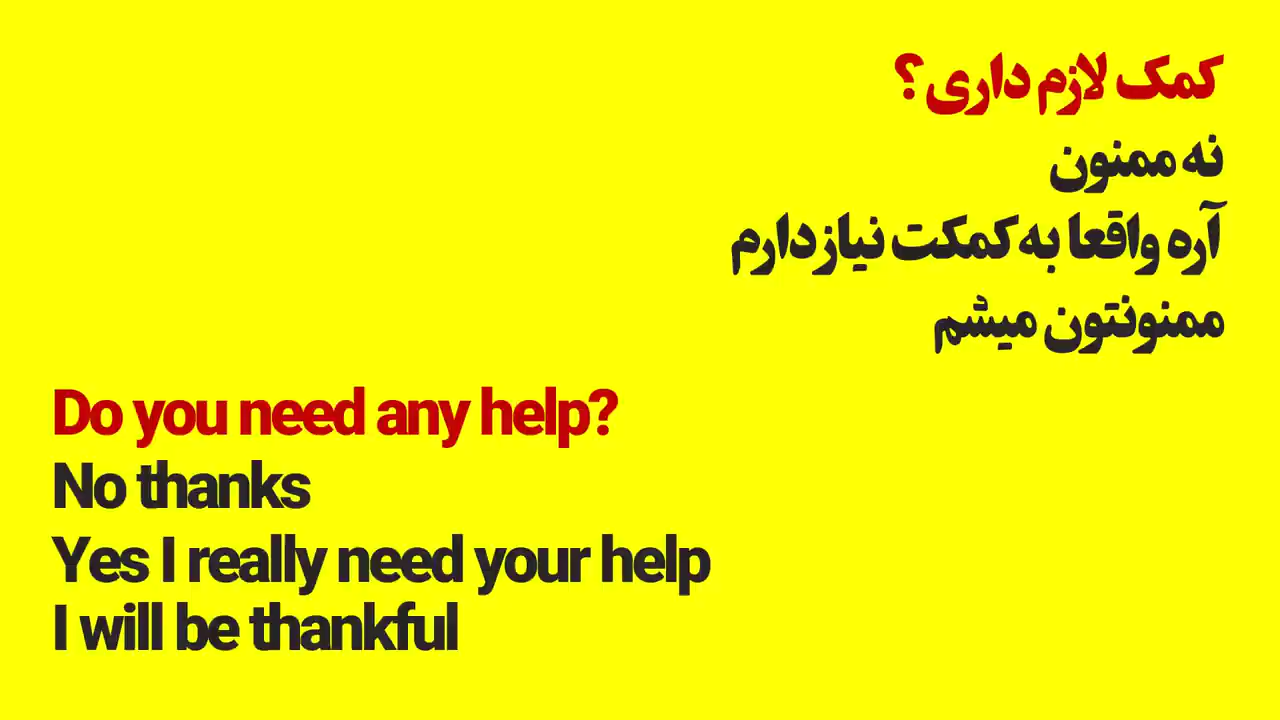 کمک لازم داری ؟
نه ممنون
آره واقعا به کمکت نیاز دارم
ممنونتون میشم
Do you need any help?
No thanks
Yes I really need your help
I will be thankful